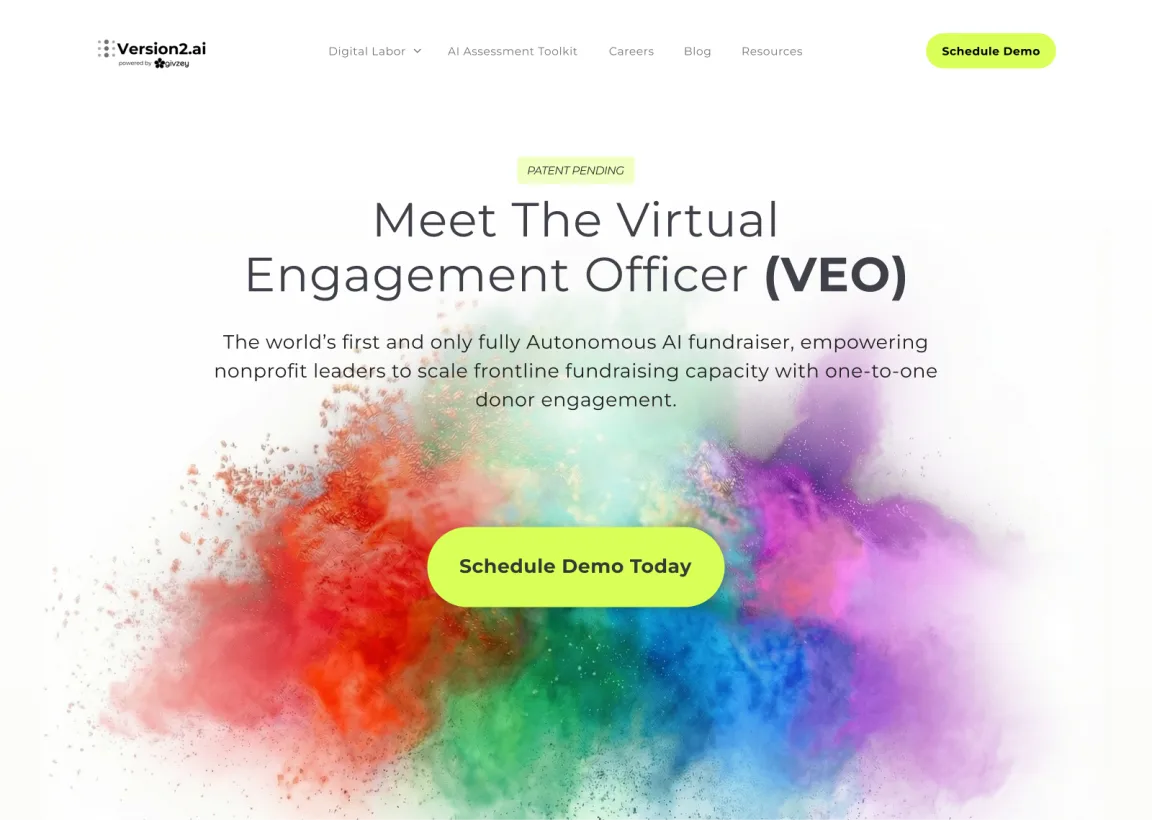 Version2.ai
powered by givzey
Digital Labor
AI Assessment Toolkit
Careers
Blog
Resources
Schedule Demo
PATENT PENDING
Meet The Virtual
Engagement Officer (VEO)
The world’s first and only fully Autonomous AI fundraiser, empowering
nonprofit leaders to scale frontline fundraising capacity with one-to-one
donor engagement.
Schedule Demo Today